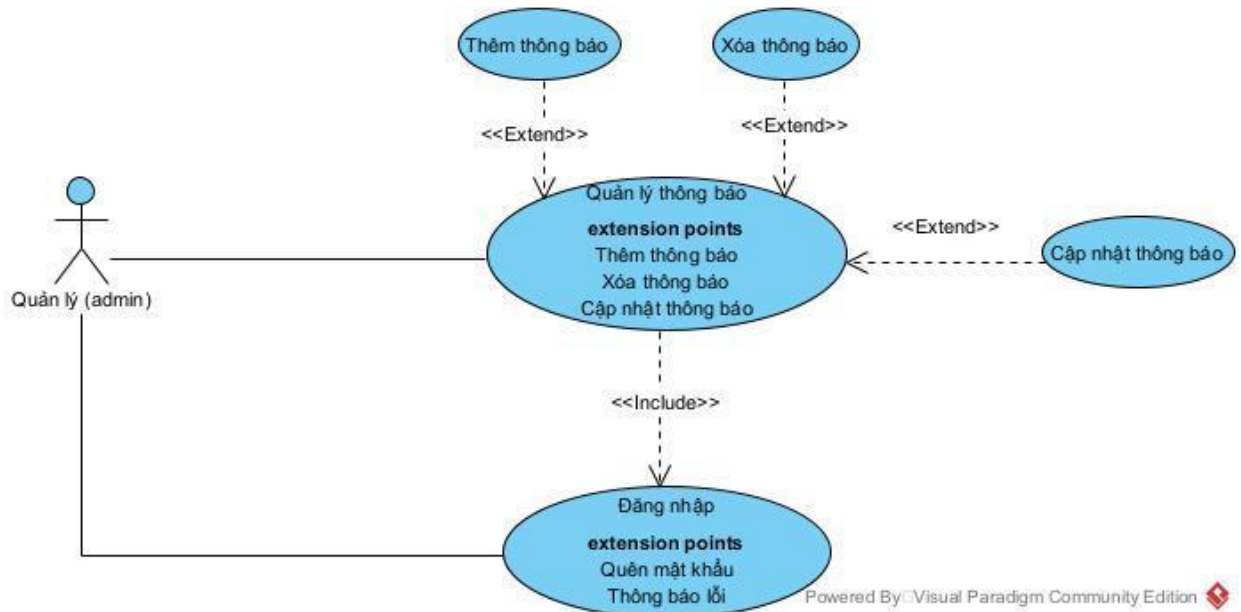 Thêm thông báo
Xóa thông báo
<<Extend>>
<<Extend>>
Quản lý thông báo
extension points
Thêm thông báo
Xóa thông báo
Cập nhật thông báo
<<Extend>>
Cập nhật thông báo
Quản lý (admin)
<<Include>>
Đăng nhập
extension points
Quên mật khẩu
Thông báo lỗi
Powered By Visual Paradigm Community Edition